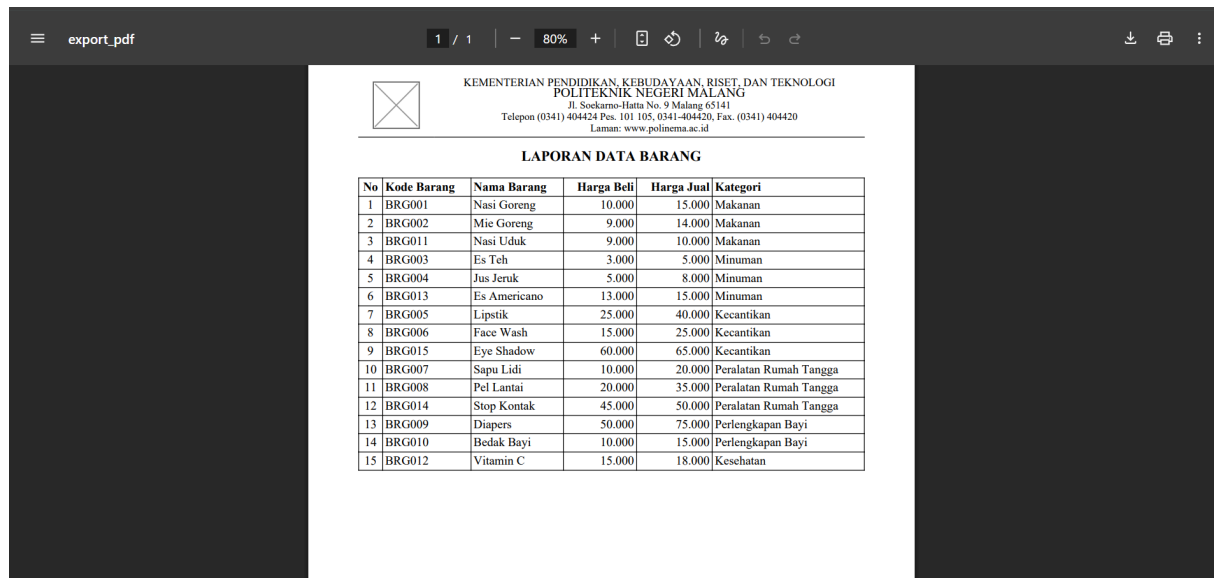 export_pdf
1 / 1
80%
KEMENTERIAN PENDIDIKAN, KEBUDAYAAN, RISET, DAN TEKNOLOGI
POLITEKNIK NEGERI MALANG
Jl. Soekarno-Hatta No. 9 Malang 65141
Telepon (0341) 404424 Pes. 101 105, 0341-404420, Fax. (0341) 404420
Laman: www.polinema.ac.id
LAPORAN DATA BARANG
No Kode Barang Nama Barang Harga Beli Harga Jual Kategori
1 BRG001 Nasi Goreng 10.000 15.000 Makanan
2 BRG002 Mie Goreng 9.000 14.000 Makanan
3 BRG011 Nasi Uduk 9.000 10.000 Makanan
4 BRG003 Es Teh 3.000 5.000 Minuman
5 BRG004 Jus Jeruk 5.000 8.000 Minuman
6 BRG013 Es Americano 13.000 15.000 Minuman
7 BRG005 Lipstik 25.000 40.000 Kecantikan
8 BRG006 Face Wash 15.000 25.000 Kecantikan
9 BRG015 Eye Shadow 60.000 65.000 Kecantikan
10 BRG007 Sapu Lidi 10.000 20.000 Peralatan Rumah Tangga
11 BRG008 Pel Lantai 20.000 35.000 Peralatan Rumah Tangga
12 BRG014 Stop Kontak 45.000 50.000 Peralatan Rumah Tangga
13 BRG009 Diapers 50.000 75.000 Perlengkapan Bayi
14 BRG010 Bedak Bayi 10.000 15.000 Perlengkapan Bayi
15 BRG012 Vitamin C 15.000 18.000 Kesehatan